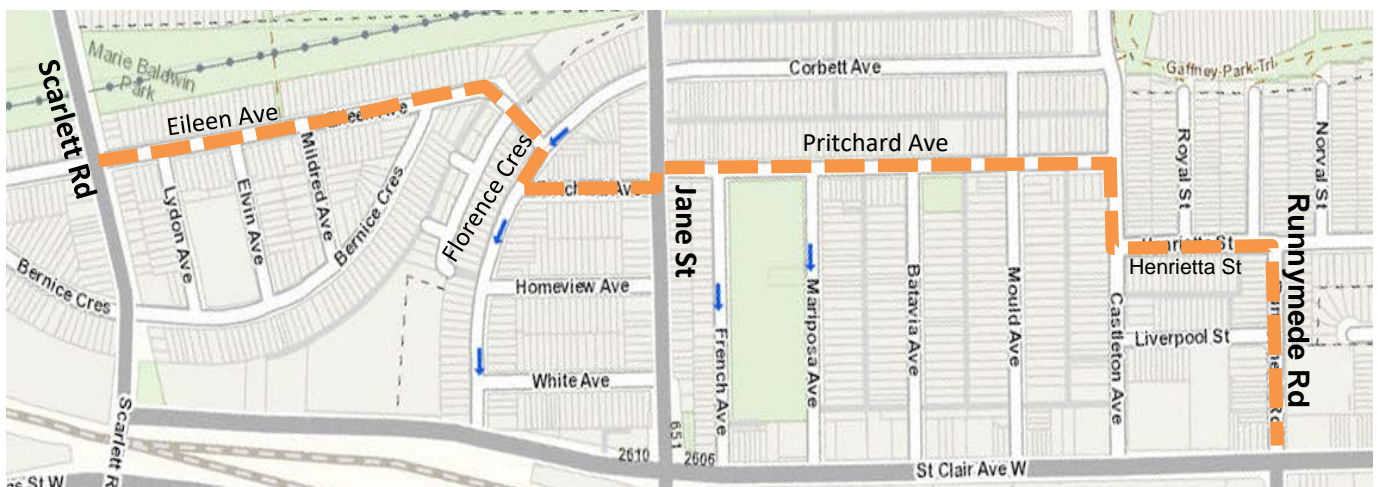 Marie Baldwin
Park
Scarlett Rd
Eileen Ave
Lydon Ave
Elvin Ave
Mildred Ave
Bernice Cres
Bernice Cres
Florence Cres
Corbett Ave
Gaffney-Park-Trl
Pritchard Ave
Jane St
Royal St
Norval St
Henrietta St
Henrietta St
Runnymede Rd
Homeview Ave
White Ave
French Ave
Mariposa Ave
Batavia Ave
Mould Ave
Castleton Ave
Liverpool St
Scarlett R
651
2610
2606
St Clair Ave W
St W